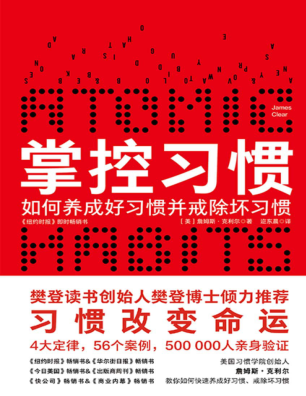 ATOMIC
James
Clear
掌控习惯
如何养成好习惯并戒除坏习惯
《纽约时报》即时畅销书
［美］詹姆斯·克利尔 著
迩东晨 译
HABITS
樊登读书创始人樊登博士倾力推荐
习惯改变命运
4大定律，56个案例，500 000人亲身验证
《纽约时报》畅销书&《华尔街日报》畅销书
《今日美国》畅销书&《出版商周刊》畅销书
《快公司》畅销书&《商业内幕》畅销书
美国习惯学院创始人
詹姆斯·克利尔
教你如何快速养成好习惯、戒除坏习惯